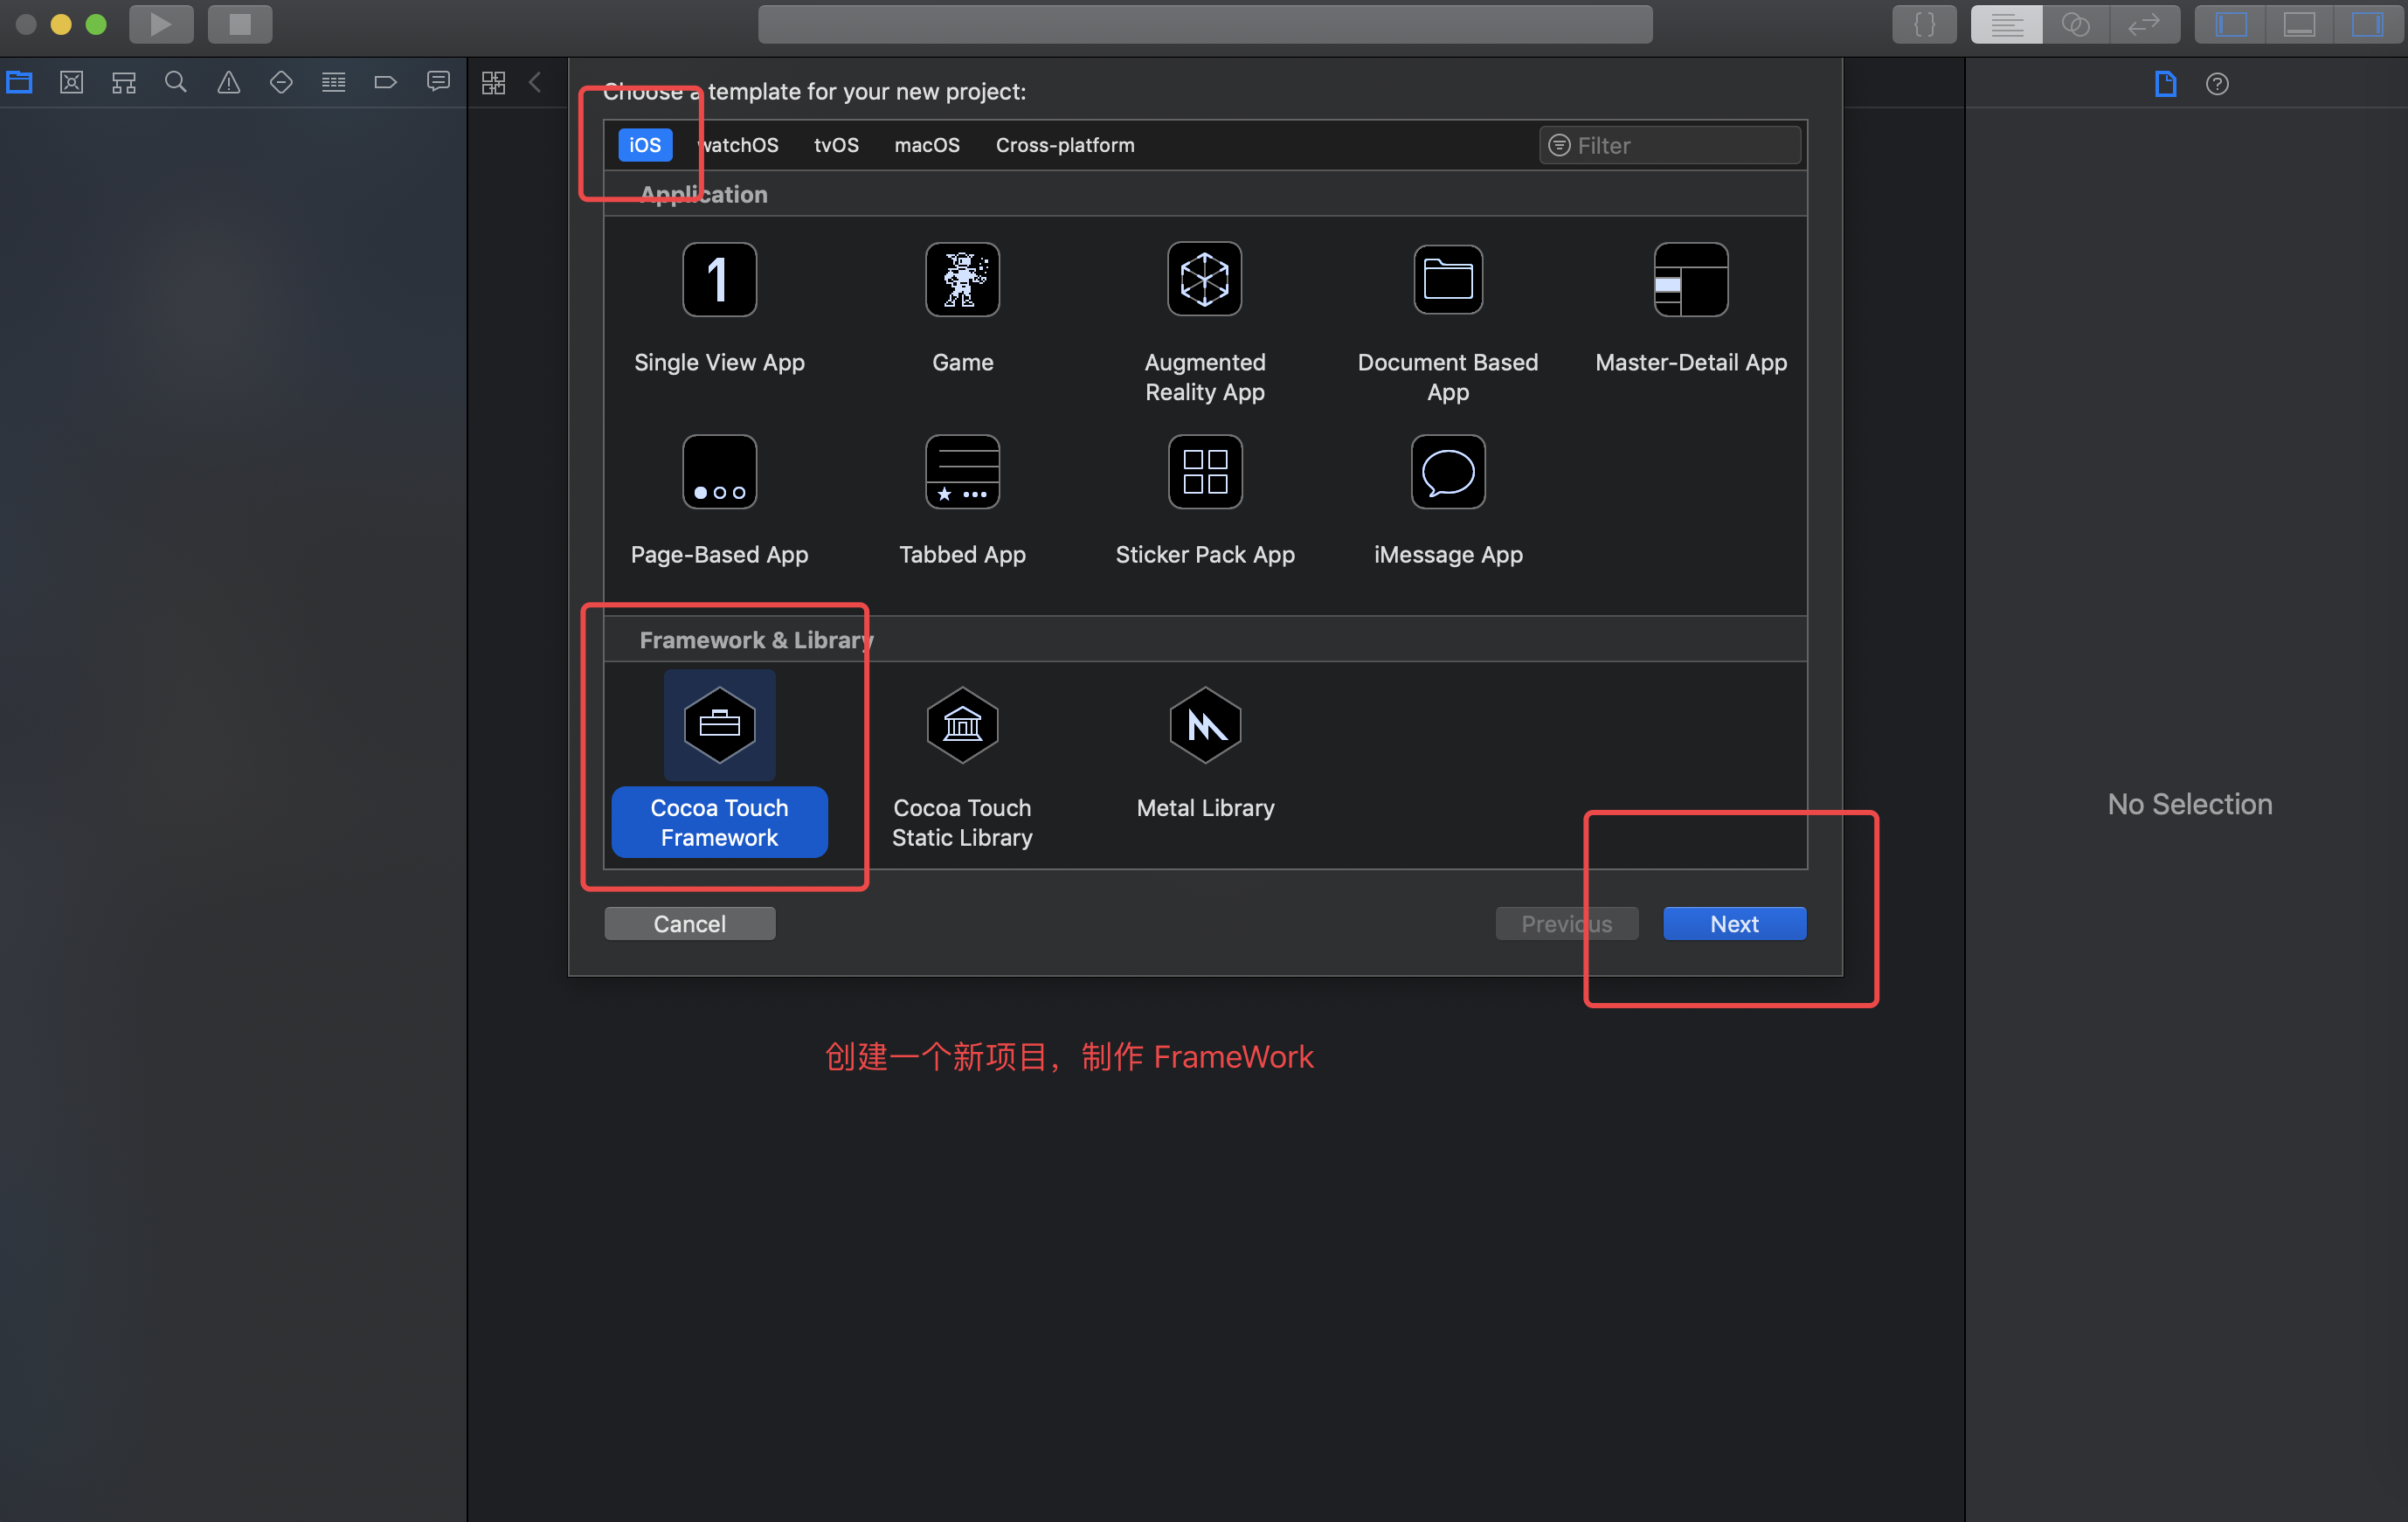 Choose a template for your new project:
iOS watchOS tvOS macOS Cross-platform Filter
Application
1
Single View App
Game
Augmented
Reality App
Document Based
App
Master-Detail App
Page-Based App
Tabbed App
Sticker Pack App
iMessage App
Framework & Library
Cocoa Touch
Framework
Cocoa Touch
Static Library
Metal Library
No Selection
Cancel
Previous
Next
创建一个新项目，制作 FrameWork